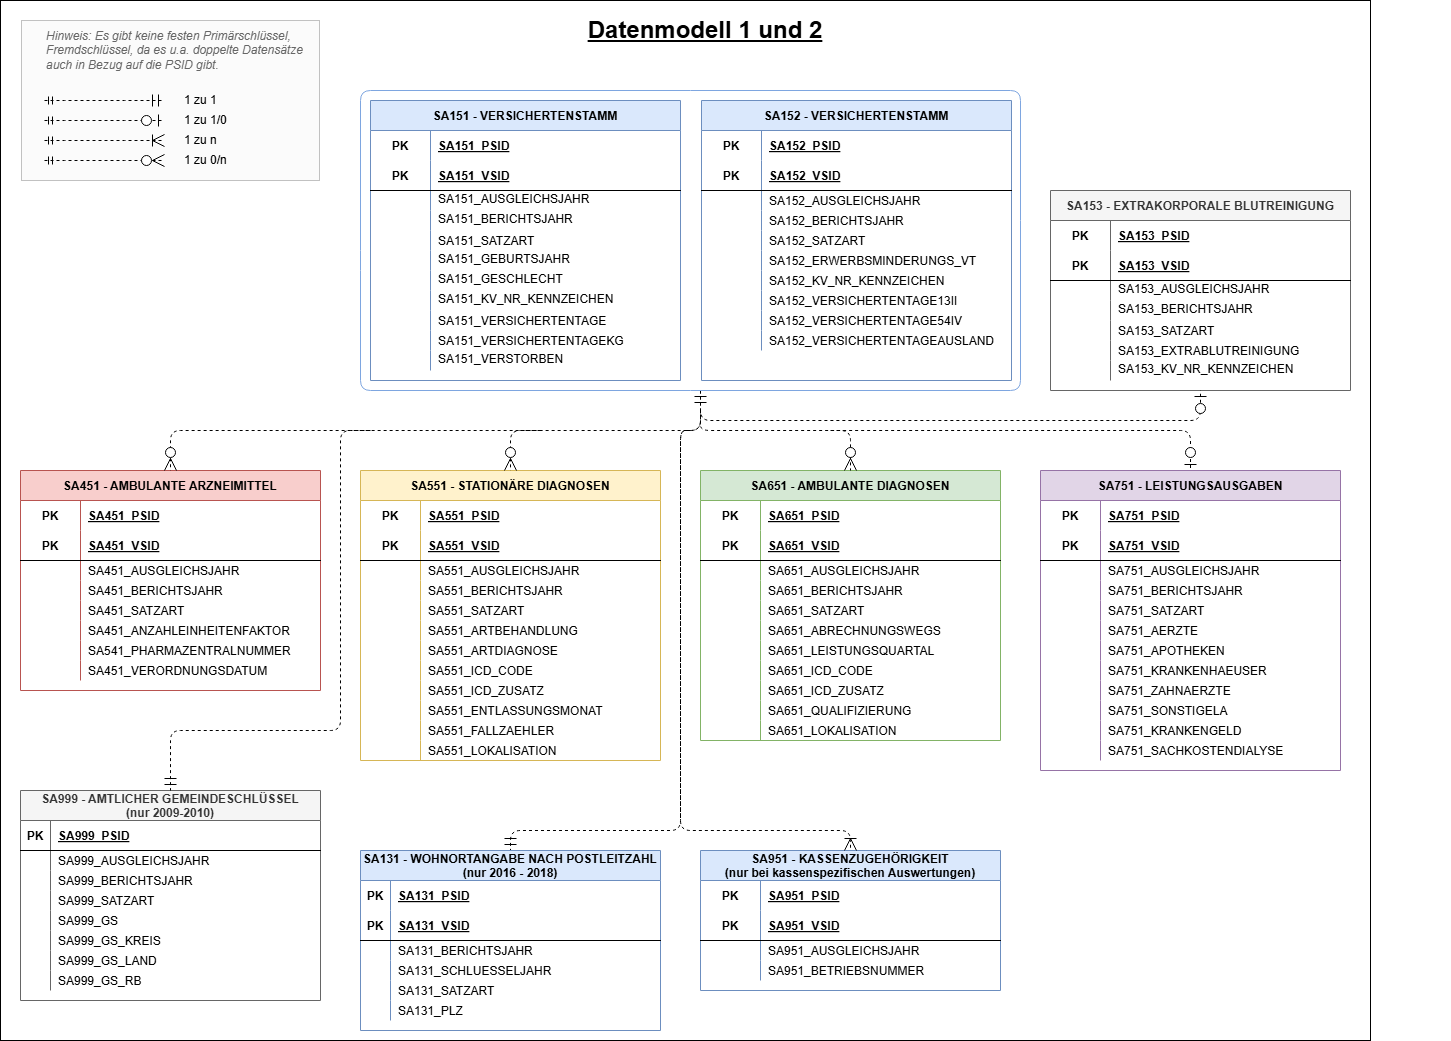 Datenmodell 1 und 2
Hinweis: Es gibt keine festen Primärschlüssel,
Fremdschlüssel, da es u.a. doppelte Datensätze
auch in Bezug auf die PSID gibt.
1 zu 1
1 zu 1/0
1 zu n
1 zu 0/n
SA151 - VERSICHERTENSTAMM
PK SA151_PSID
PK SA151_VSID
SA151_AUSGLEICHSJAHR
SA151_BERICHTSJAHR
SA151_SATZART
SA151_GEBURTSJAHR
SA151_GESCHLECHT
SA151_KV_NR_KENNZEICHEN
SA151_VERSICHERTENTAGE
SA151_VERSICHERTENTAGEKG
SA151_VERSTORBEN
SA152 - VERSICHERTENSTAMM
PK SA152_PSID
PK SA152_VSID
SA152_AUSGLEICHSJAHR
SA152_BERICHTSJAHR
SA152_SATZART
SA152_ERWERBSMINDERUNGS_VT
SA152_KV_NR_KENNZEICHEN
SA152_VERSICHERTENTAGE13II
SA152_VERSICHERTENTAGE54IV
SA152_VERSICHERTENTAGEAUSLAND
SA153 - EXTRAKORPORALE BLUTREINIGUNG
PK SA153_PSID
PK SA153_VSID
SA153_AUSGLEICHSJAHR
SA153_BERICHTSJAHR
SA153_SATZART
SA153_EXTRABLUTREINIGUNG
SA153_KV_NR_KENNZEICHEN
SA451 - AMBULANTE ARZNEIMITTEL
PK SA451_PSID
PK SA451_VSID
SA451_AUSGLEICHSJAHR
SA451_BERICHTSJAHR
SA451_SATZART
SA451_ANZAHLEINHEITENFAKTOR
SA541_PHARMAZENTRALNUMMER
SA451_VERORDNUNGSDATUM
SA551 - STATIONÄRE DIAGNOSEN
PK SA551_PSID
PK SA551_VSID
SA551_AUSGLEICHSJAHR
SA551_BERICHTSJAHR
SA551_SATZART
SA551_ARTBEHANDLUNG
SA551_ARTDIAGNOSE
SA551_ICD_CODE
SA551_ICD_ZUSATZ
SA551_ENTLASSUNGSMONAT
SA551_FALLZAEHLER
SA551_LOKALISATION
SA651 - AMBULANTE DIAGNOSEN
PK SA651_PSID
PK SA651_VSID
SA651_AUSGLEICHSJAHR
SA651_BERICHTSJAHR
SA651_SATZART
SA651_ABRECHNUNGSWEGS
SA651_LEISTUNGSQUARTAL
SA651_ICD_CODE
SA651_ICD_ZUSATZ
SA651_QUALIFIZIERUNG
SA651_LOKALISATION
SA751 - LEISTUNGSAUSGABEN
PK SA751_PSID
PK SA751_VSID
SA751_AUSGLEICHSJAHR
SA751_BERICHTSJAHR
SA751_SATZART
SA751_AERZTE
SA751_APOTHEKEN
SA751_KRANKENHAEUSER
SA751_ZAHNAERZTE
SA751_SONSTIGELA
SA751_KRANKENGELD
SA751_SACHKOSTENDIALYSE
SA999 - AMTLICHER GEMEINDESCHLÜSSEL
(nur 2009-2010)
PK SA999_PSID
SA999_AUSGLEICHSJAHR
SA999_BERICHTSJAHR
SA999_SATZART
SA999_GS
SA999_GS_KREIS
SA999_GS_LAND
SA999_GS_RB
SA131 - WOHNORTANGABE NACH POSTLEITZAHL
(nur 2016 - 2018)
PK SA131_PSID
PK SA131_VSID
SA131_BERICHTSJAHR
SA131_SCHLUESSELJAHR
SA131_SATZART
SA131_PLZ
SA951 - KASSENZUGEHÖRIGKEIT
(nur bei kassenspezifischen Auswertungen)
PK SA951_PSID
PK SA951_VSID
SA951_AUSGLEICHSJAHR
SA951_BETRIEBSNUMMER